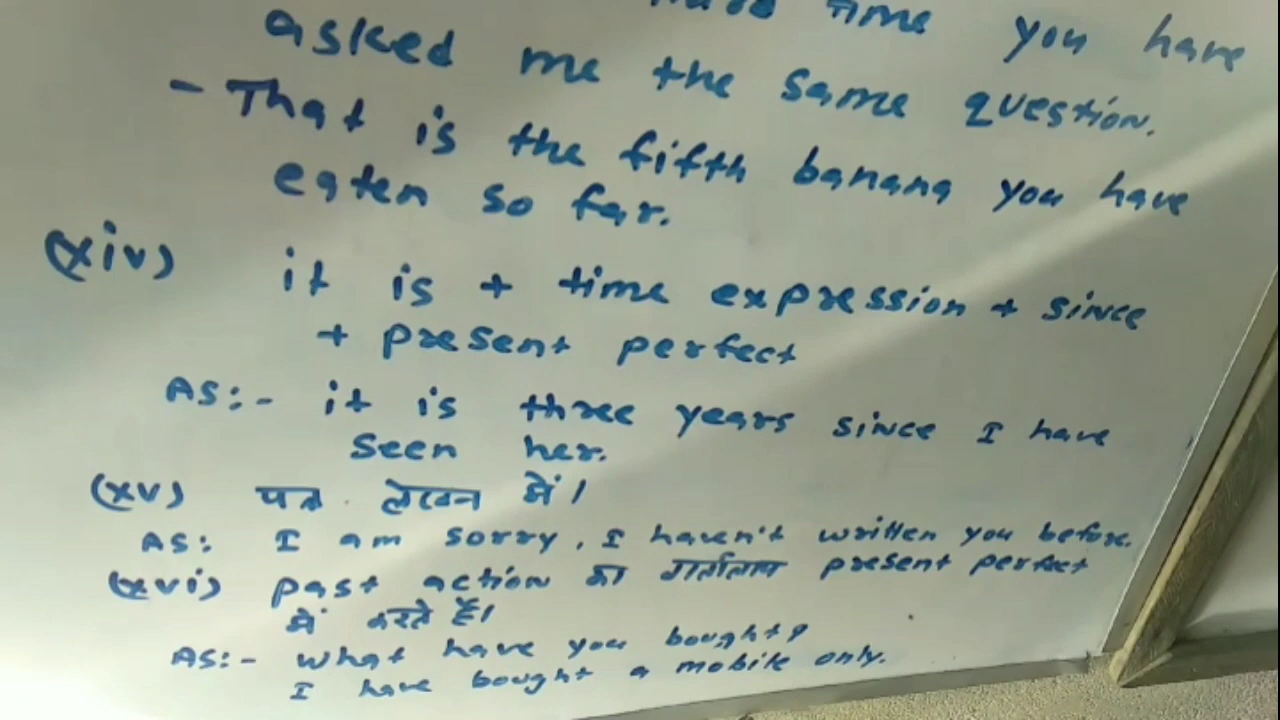 time you have
asked me the same question.
- That is the fifth banana you have
eaten so far.
(xiv) it is + time expression + since
+ present perfect
As:- it is three years since I have
seen her.
(xv) पत्र लेखन में।
As: I am sorry, I haven't written you before.
(xvi) past action का वार्तालाप present perfect
में करते हैं।
As:- what have you bought?
I have bought a mobile only.